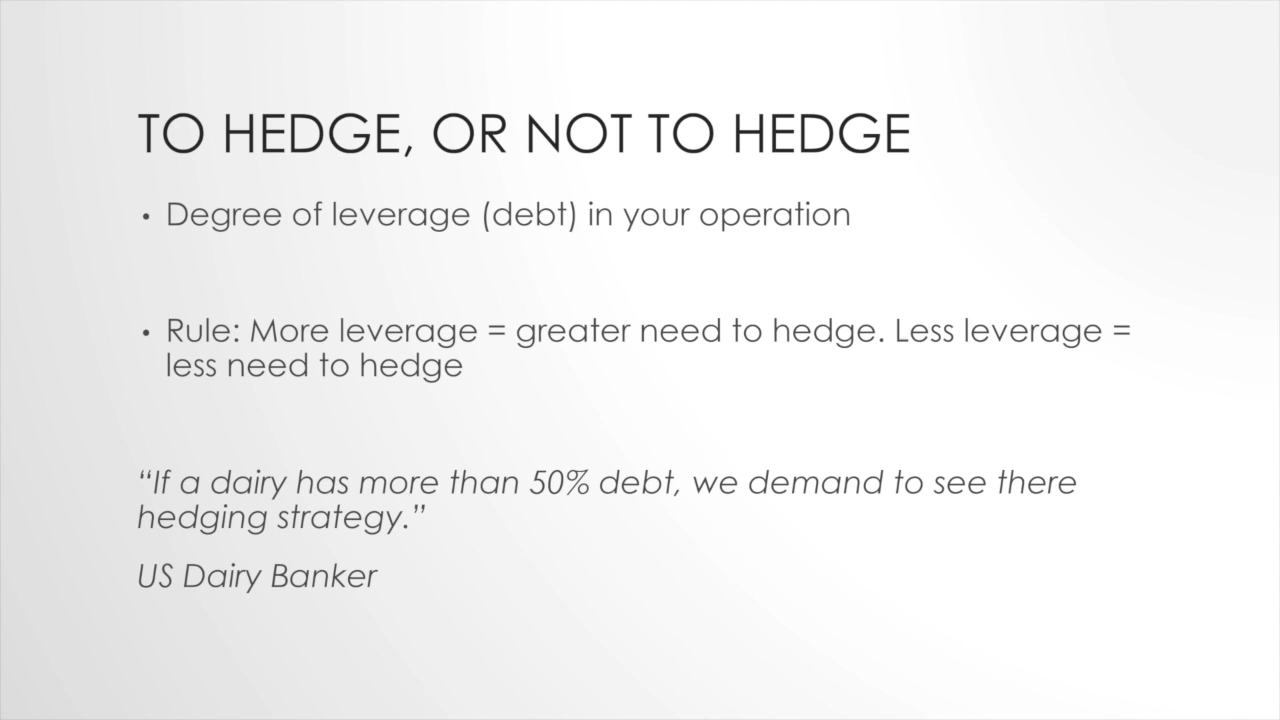 TO HEDGE, OR NOT TO HEDGE
• Degree of leverage (debt) in your operation
• Rule: More leverage = greater need to hedge. Less leverage =
less need to hedge
“If a dairy has more than 50% debt, we demand to see there
hedging strategy.”
US Dairy Banker